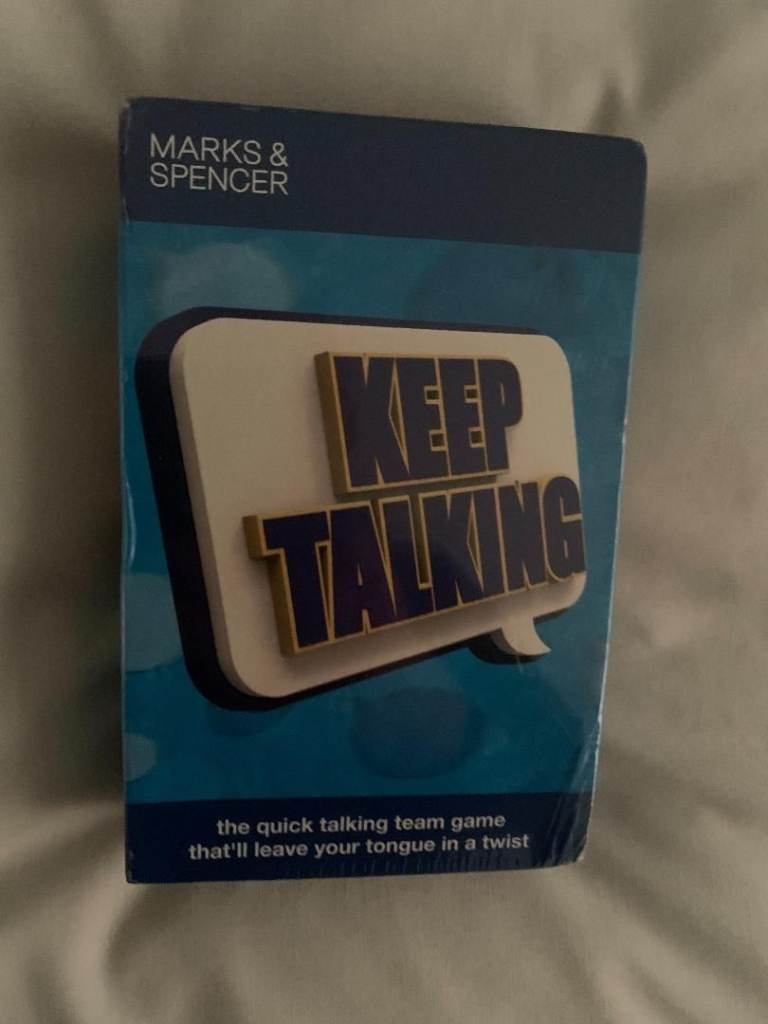 MARKS &
SPENCER
KEEP
TALKING
the quick talking team game
that'll leave your tongue in a twist